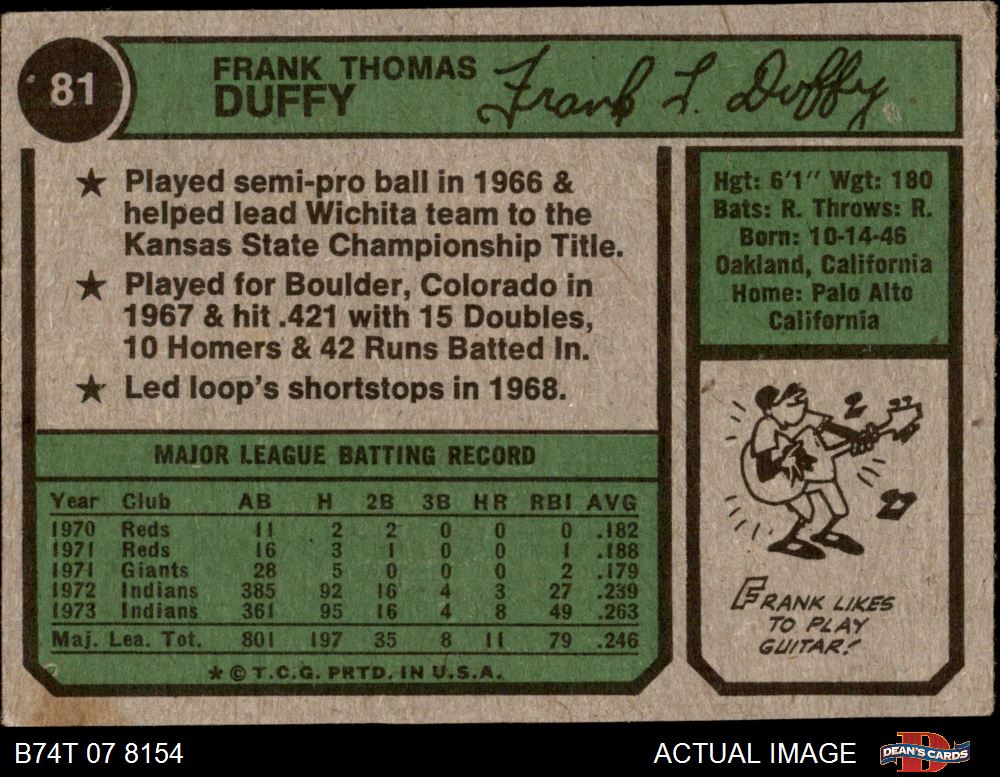 81
FRANK THOMAS
DUFFY
Frank T. Duffy
★ Played semi-pro ball in 1966 &
helped lead Wichita team to the
Kansas State Championship Title.
★ Played for Boulder, Colorado in
1967 & hit .421 with 15 Doubles,
10 Homers & 42 Runs Batted In.
★ Led loop's shortstops in 1968.
Hgt: 6'1" Wgt: 180
Bats: R. Throws: R.
Born: 10-14-46
Oakland, California
Home: Palo Alto
California
MAJOR LEAGUE BATTING RECORD
Year Club AB H 2B 3B HR RBI AVG
1970 Reds 11 2 2 0 0 0 .182
1971 Reds 16 3 1 0 0 1 .188
1971 Giants 28 5 0 0 0 2 .179
1972 Indians 385 92 16 4 3 27 .239
1973 Indians 361 95 16 4 8 49 .263
Maj. Lea. Tot. 801 197 35 8 11 79 .246
★ © T.C.G. PRTD. IN U.S.A.
FRANK LIKES
TO PLAY
GUITAR!
B74T 07 8154
ACTUAL IMAGE
DEAN'S CARDS